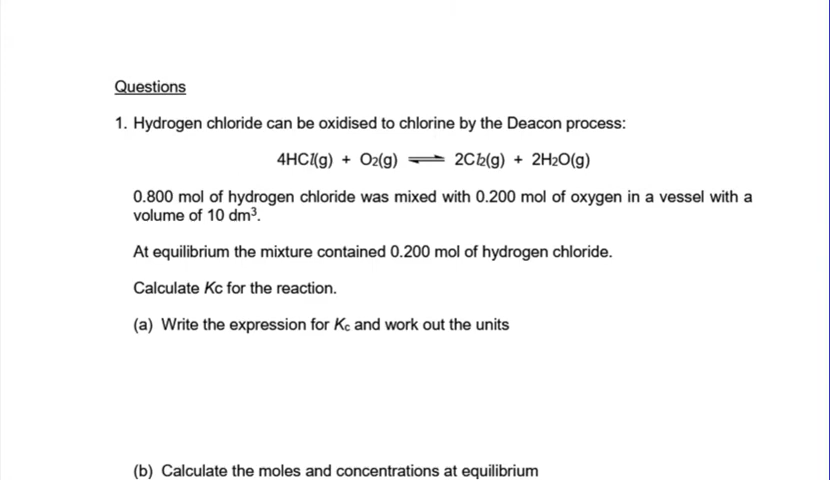 Questions
1. Hydrogen chloride can be oxidised to chlorine by the Deacon process:
4HCl(g) + O₂(g) ⇌ 2Cl₂(g) + 2H₂O(g)
0.800 mol of hydrogen chloride was mixed with 0.200 mol of oxygen in a vessel with a
volume of 10 dm³.
At equilibrium the mixture contained 0.200 mol of hydrogen chloride.
Calculate Kc for the reaction.
(a) Write the expression for Kc and work out the units
(b) Calculate the moles and concentrations at equilibrium